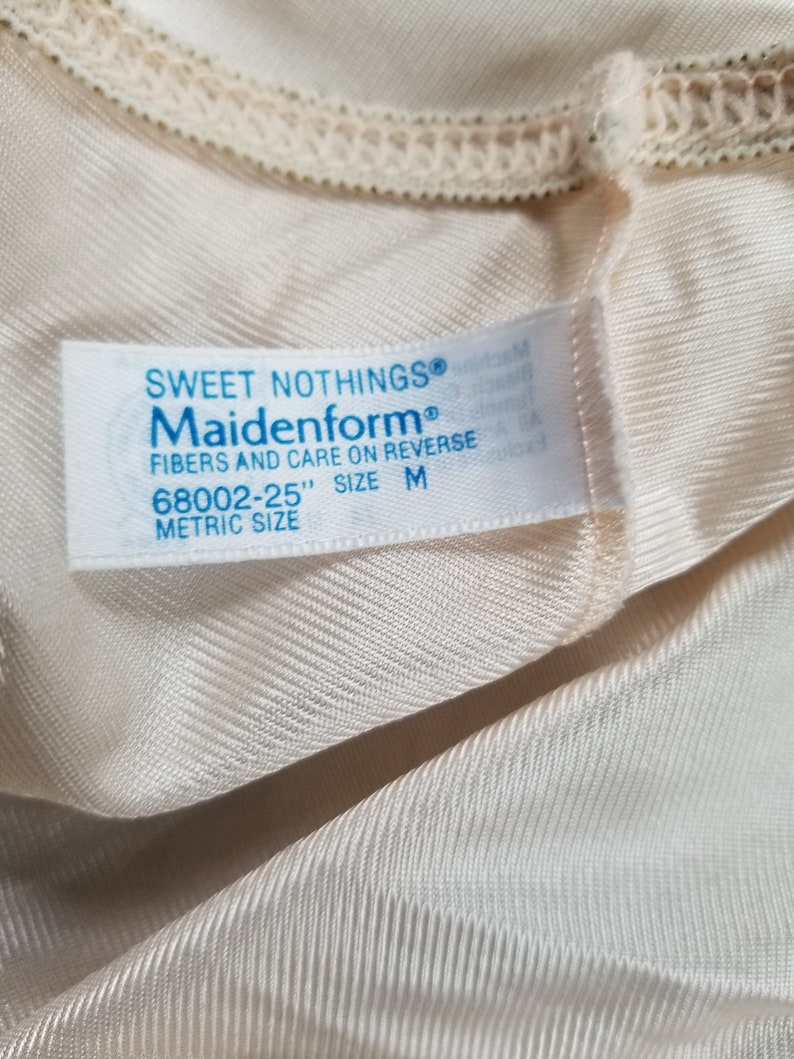 SWEET NOTHINGS®
Maidenform®
FIBERS AND CARE ON REVERSE
68002-25" SIZE M
METRIC SIZE